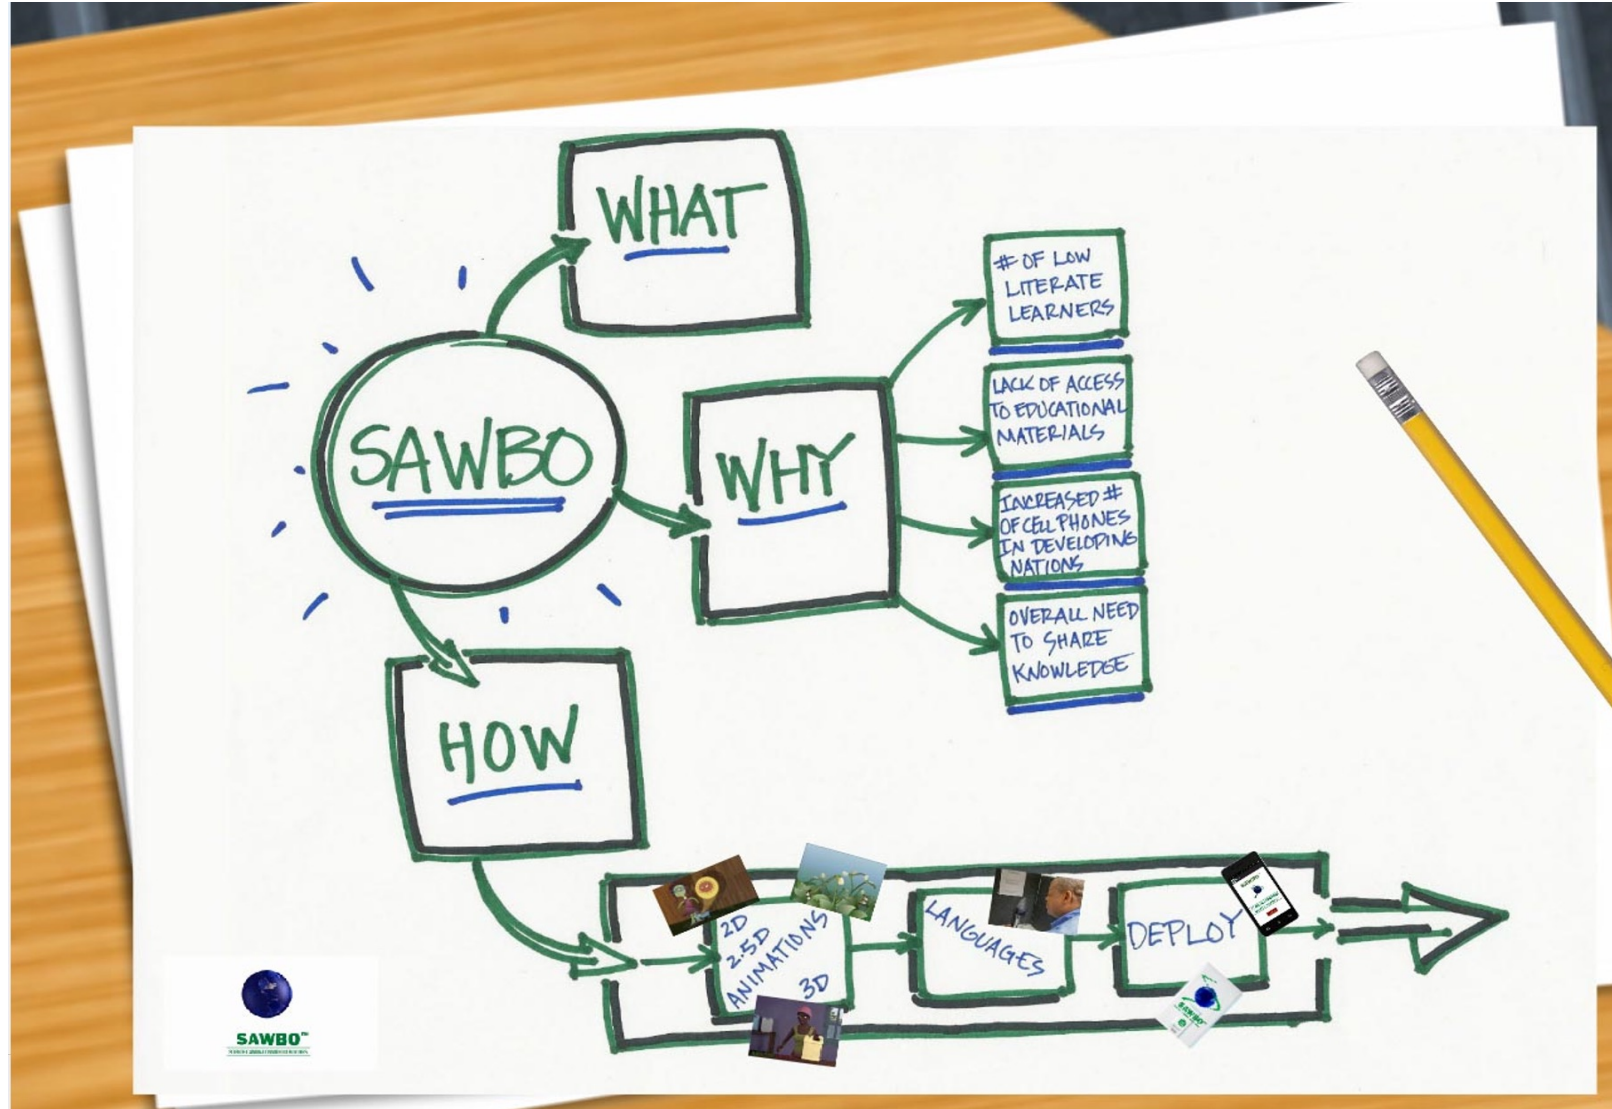 WHAT
# OF LOW
LITERATE
LEARNERS
SAWBO
WHY
LACK OF ACCESS
TO EDUCATIONAL
MATERIALS
INCREASED #
OF CELL PHONES
IN DEVELOPING
NATIONS
OVERALL NEED
TO SHARE
KNOWLEDGE
HOW
2D
2.5D
ANIMATIONS
3D
LANGUAGES
DEPLOY
SAWBO
SAWBO™